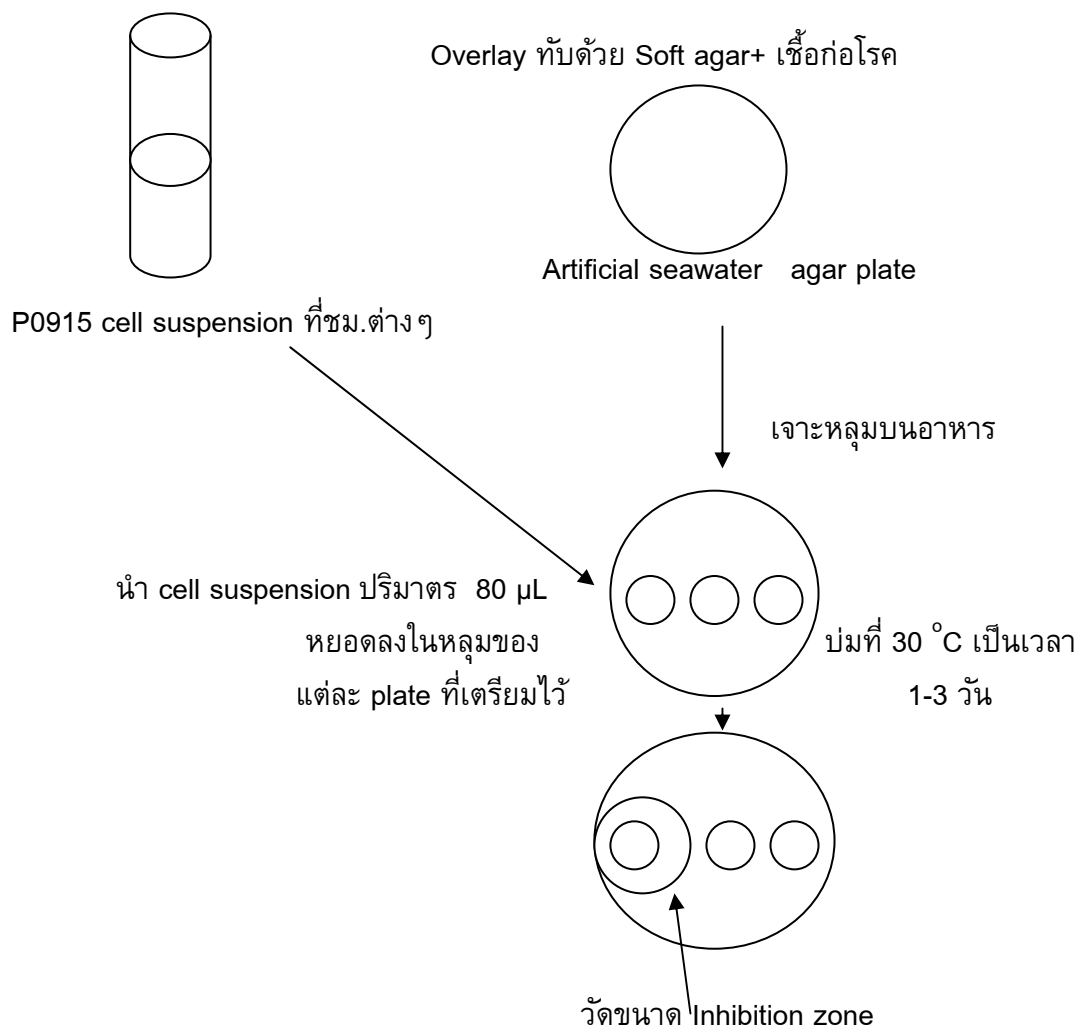 Overlay ทับด้วย Soft agar+ เชื้อก่อโรค
Artificial seawater agar plate
P0915 cell suspension ที่ชม.ต่างๆ
เจาะหลุมบนอาหาร
นำ cell suspension ปริมาตร 80 µL
หยอดลงในหลุมของ
แต่ละ plate ที่เตรียมไว้
บ่มที่ 30 °C เป็นเวลา
1-3 วัน
วัดขนาด Inhibition zone